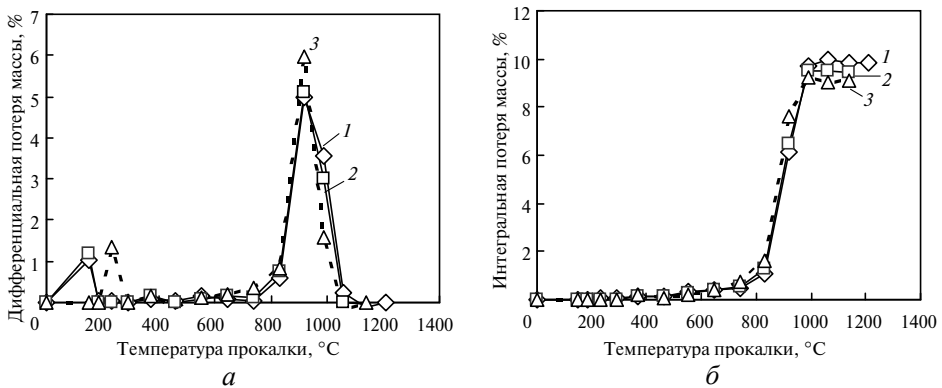 Дифференциальная потеря массы, %
7
6
5
4
3
2
1
0
0 200 400 600 800 1000 1200 1400
Температура прокалки, °C
3
1
2
а
Интегральная потеря массы, %
12
10
8
6
4
2
0
0 200 400 600 800 1000 1200 1400
Температура прокалки, °C
1
2
3
б